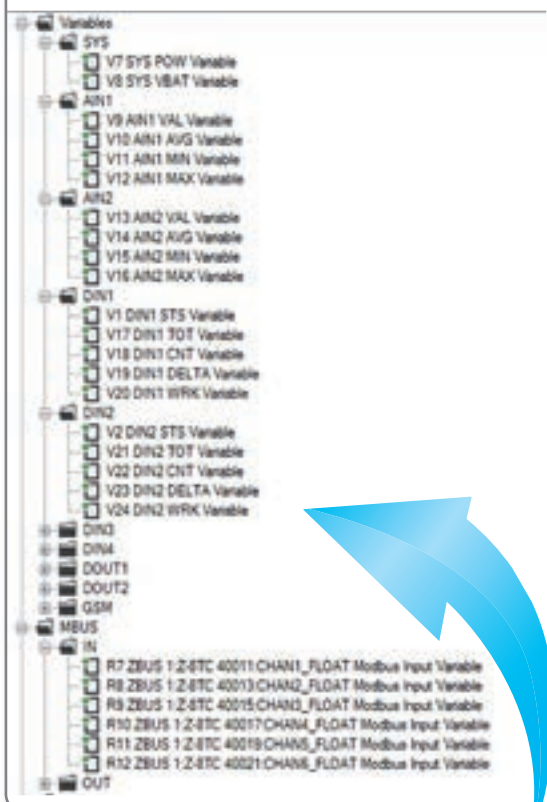 Variables
SYS
V7 SYS POW Variable
V8 SYS VBAT Variable
AIN1
V9 AIN1 VAL Variable
V10 AIN1 AVG Variable
V11 AIN1 MIN Variable
V12 AIN1 MAX Variable
AIN2
V13 AIN2 VAL Variable
V14 AIN2 AVG Variable
V15 AIN2 MIN Variable
V16 AIN2 MAX Variable
DIN1
V1 DIN1 STS Variable
V17 DIN1 TOT Variable
V18 DIN1 CNT Variable
V19 DIN1 DELTA Variable
V20 DIN1 WRK Variable
DIN2
V2 DIN2 STS Variable
V21 DIN2 TOT Variable
V22 DIN2 CNT Variable
V23 DIN2 DELTA Variable
V24 DIN2 WRK Variable
DIN3
DIN4
DOUT1
DOUT2
GSM
MBUS
IN
R7 ZBUS 1:Z-8TC 40011:CHAN1_FLOAT Modbus Input Variable
R8 ZBUS 1:Z-8TC 40013:CHAN2_FLOAT Modbus Input Variable
R9 ZBUS 1:Z-8TC 40015:CHAN3_FLOAT Modbus Input Variable
R10 ZBUS 1:Z-8TC 40017:CHAN4_FLOAT Modbus Input Variable
R11 ZBUS 1:Z-8TC 40019:CHAN5_FLOAT Modbus Input Variable
R12 ZBUS 1:Z-8TC 40021:CHAN6_FLOAT Modbus Input Variable
OUT